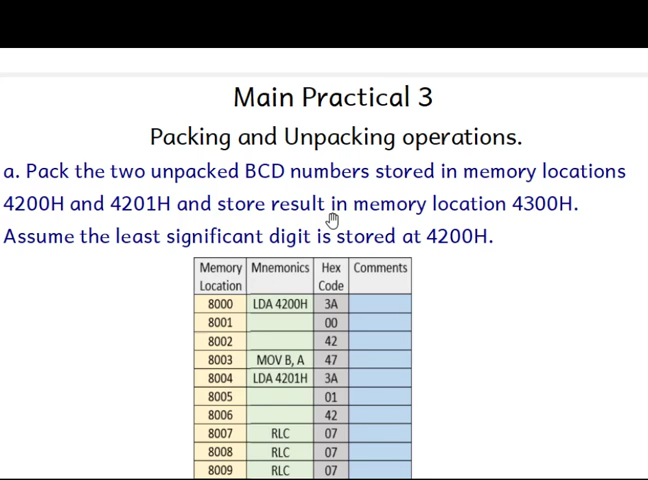 Main Practical 3
Packing and Unpacking operations.
a. Pack the two unpacked BCD numbers stored in memory locations
4200H and 4201H and store result in memory location 4300H.
Assume the least significant digit is stored at 4200H.
Memory Location Mnemonics Hex Code Comments
8000 LDA 4200H 3A
8001 00
8002 42
8003 MOV B, A 47
8004 LDA 4201H 3A
8005 01
8006 42
8007 RLC 07
8008 RLC 07
8009 RLC 07